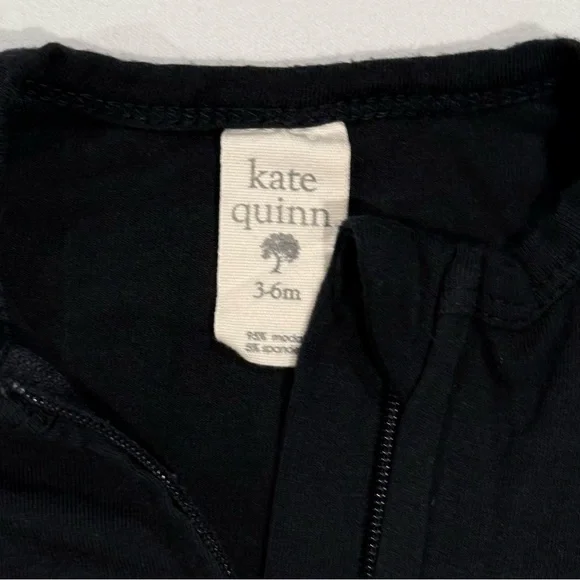 kate
quinn
3-6m
95% modal
5% spandex